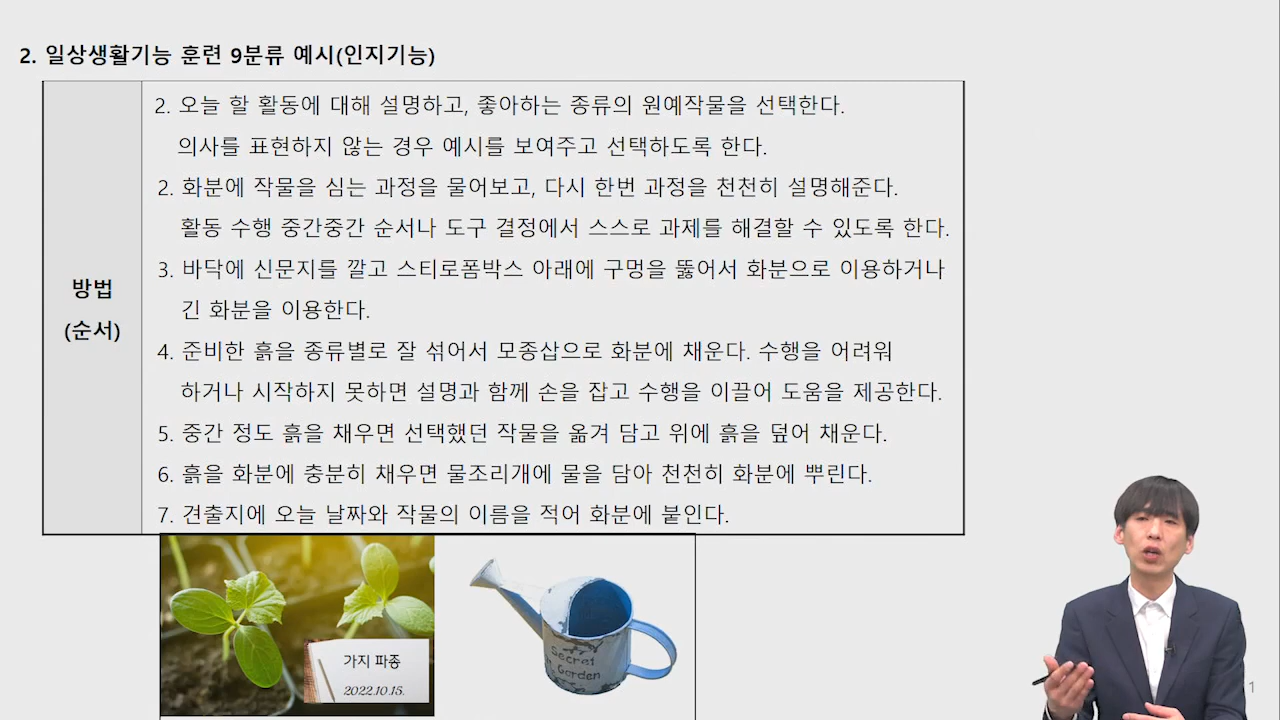 2. 일상생활기능 훈련 9분류 예시(인지기능)
방법
(순서)
2. 오늘 할 활동에 대해 설명하고, 좋아하는 종류의 원예작물을 선택한다.
의사를 표현하지 않는 경우 예시를 보여주고 선택하도록 한다.
2. 화분에 작물을 심는 과정을 물어보고, 다시 한번 과정을 천천히 설명해준다.
활동 수행 중간중간 순서나 도구 결정에서 스스로 과제를 해결할 수 있도록 한다.
3. 바닥에 신문지를 깔고 스티로폼박스 아래에 구멍을 뚫어서 화분으로 이용하거나
긴 화분을 이용한다.
4. 준비한 흙을 종류별로 잘 섞어서 모종삽으로 화분에 채운다. 수행을 어려워
하거나 시작하지 못하면 설명과 함께 손을 잡고 수행을 이끌어 도움을 제공한다.
5. 중간 정도 흙을 채우면 선택했던 작물을 옮겨 담고 위에 흙을 덮어 채운다.
6. 흙을 화분에 충분히 채우면 물조리개에 물을 담아 천천히 화분에 뿌린다.
7. 견출지에 오늘 날짜와 작물의 이름을 적어 화분에 붙인다.
가지 파종
2022.10.15.
Secret
Garden